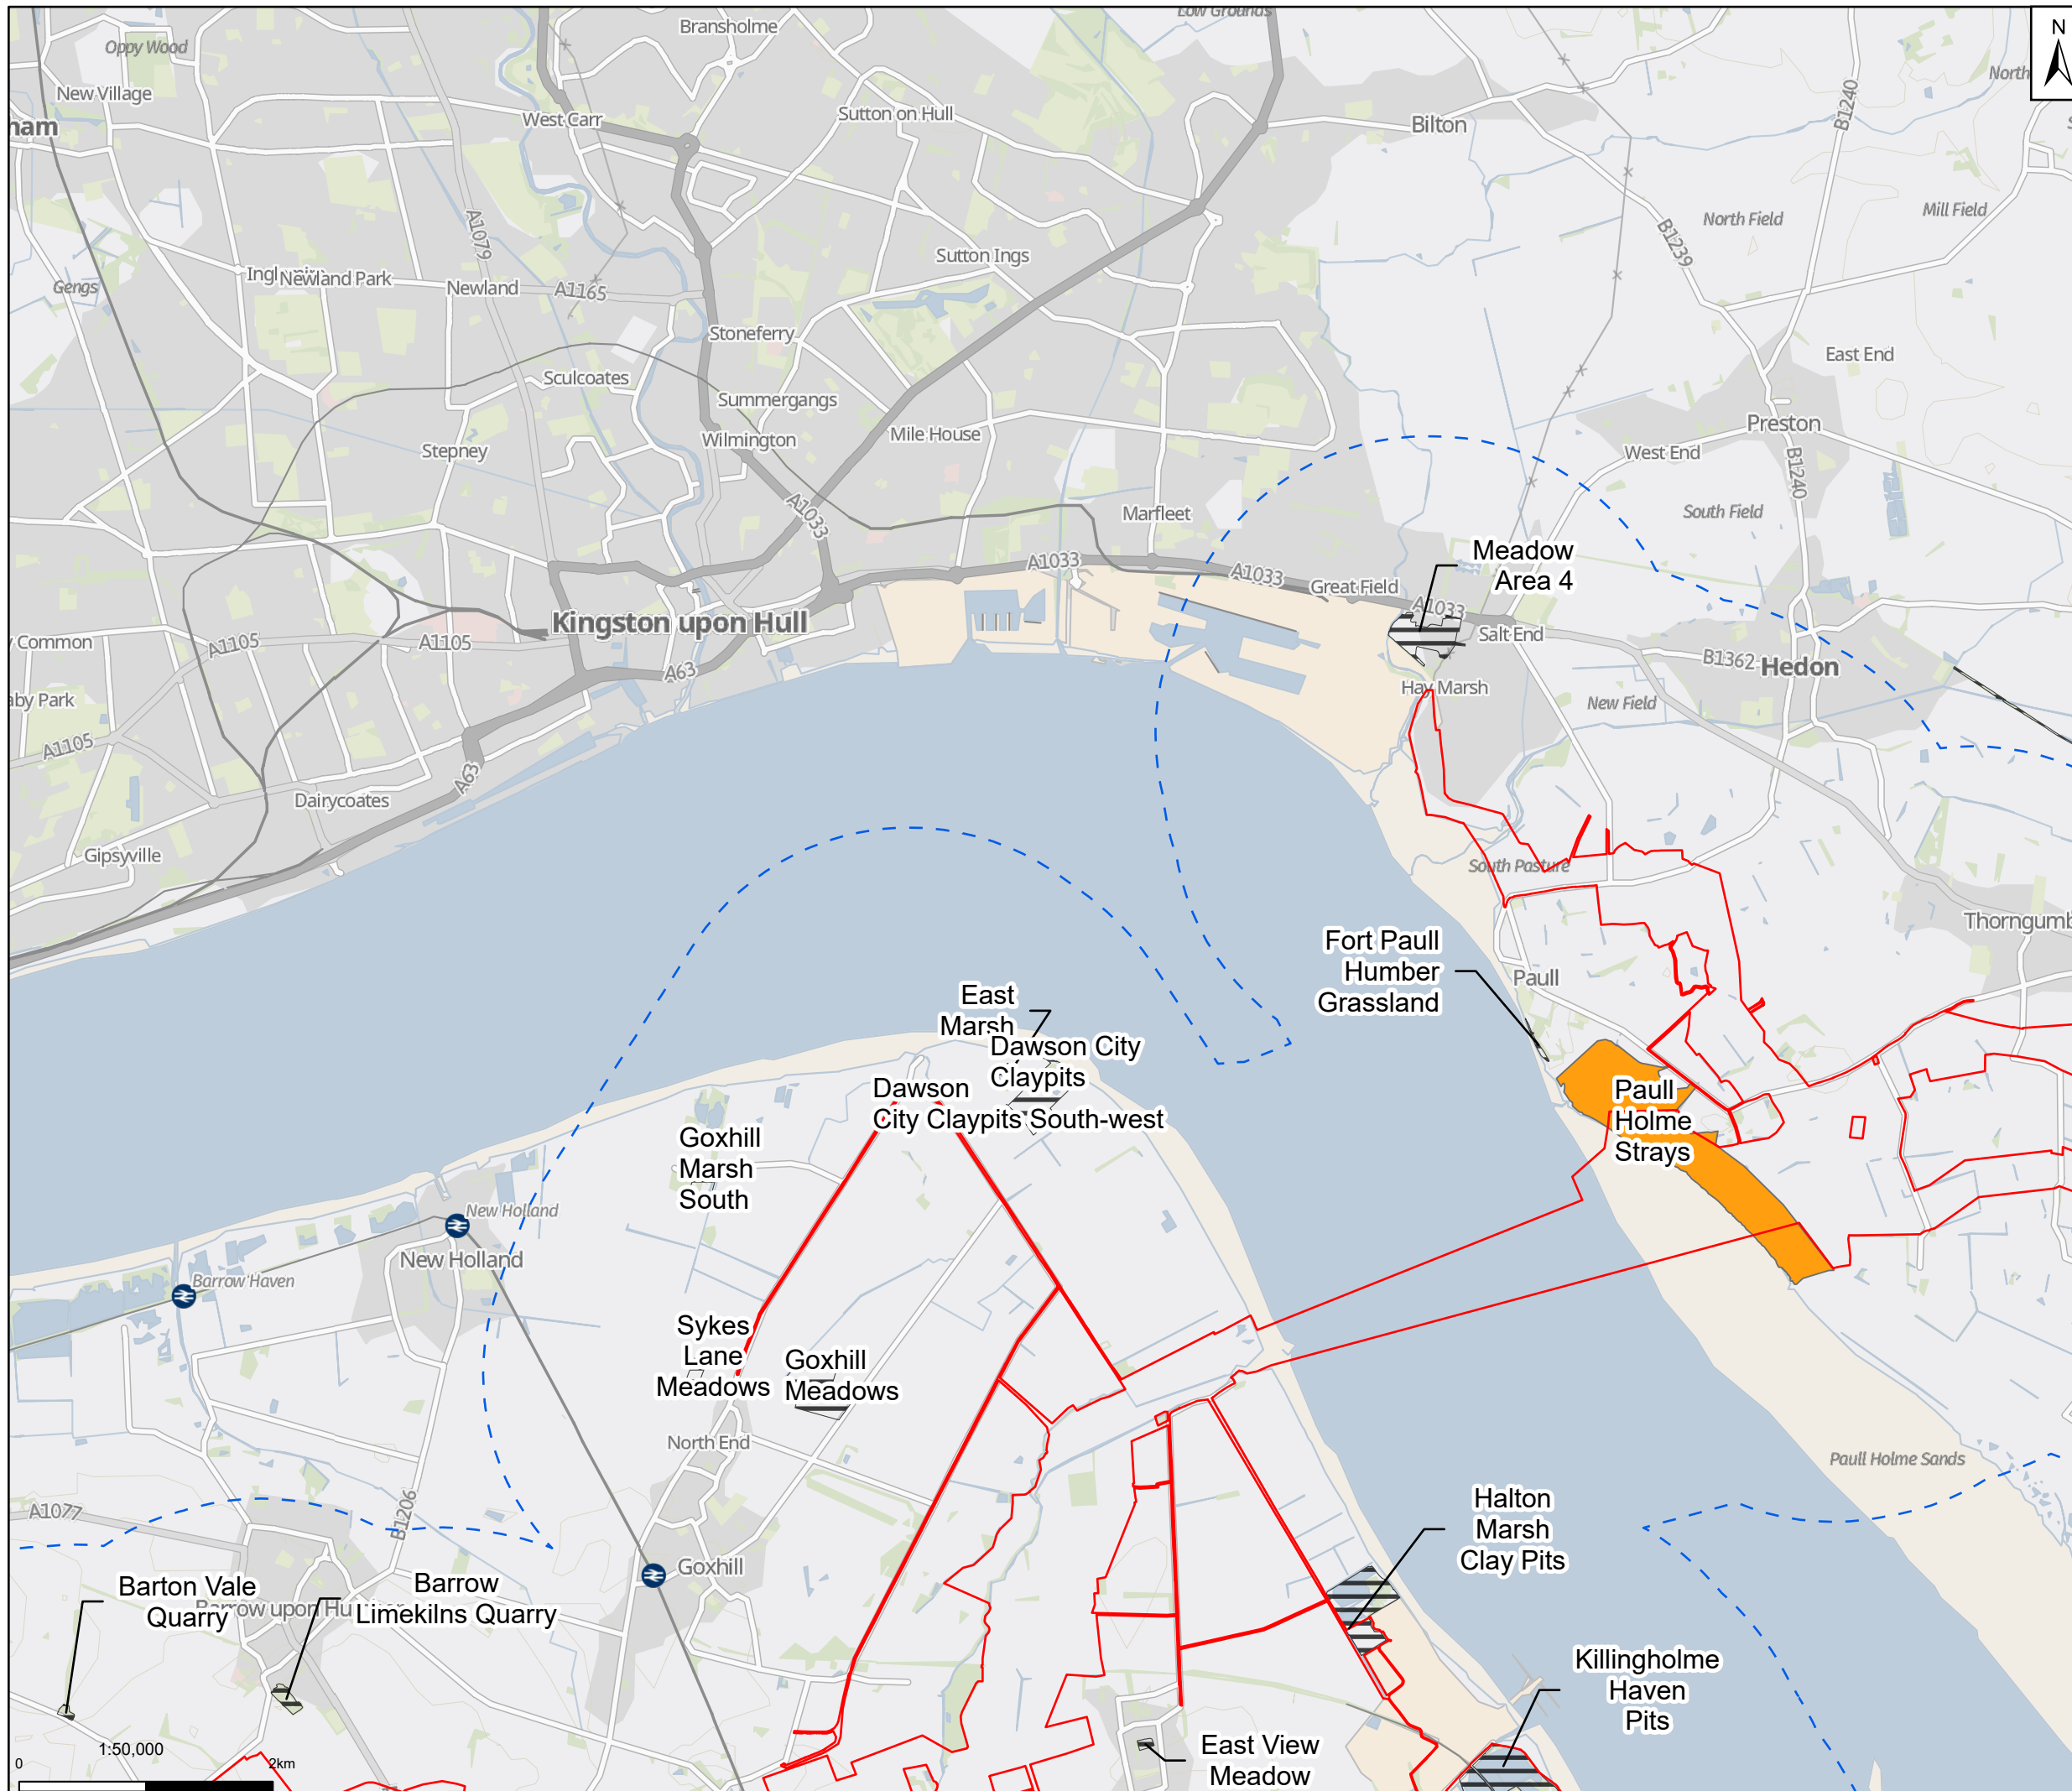 Low Grounds
Bransholme
Oppy Wood
N
North
New Village
West Carr
Sutton on Hull
Bilton
B1240
ham
A1079
North Field
Mill Field
B1239
Sutton Ings
Newland Park
Newland
A1165
Gengs
Stoneferry
East End
Sculcoates
Summergangs
Wilmington
Mile House
Preston
Stepney
West End
B1240
A1033
Marfleet
South Field
Meadow
Area 4
A1033
A1033
Great Field
A1033
Kingston upon Hull
Salt End
y Common
A1105
A1105
A63
B1362
Hedon
Hay Marsh
aby Park
New Field
A1105
A63
Dairycoates
Gipsyville
South Pasture
Thorngumb
Fort Paull
Humber
Grassland
Paull
East
Marsh
Dawson City
Claypits
Dawson
City Claypits South-west
Paull
Holme
Strays
Goxhill
Marsh
South
New Holland
New Holland
Barrow Haven
Sykes
Lane
Meadows
Goxhill
Meadows
North End
Paull Holme Sands
A1077
B1206
Halton
Marsh
Clay Pits
Goxhill
Barton Vale
Quarry
Barrow
Limekilns Quarry
Barrow upon Hu
Killingholme
Haven
Pits
East View
Meadow
1:50,000
0
2km